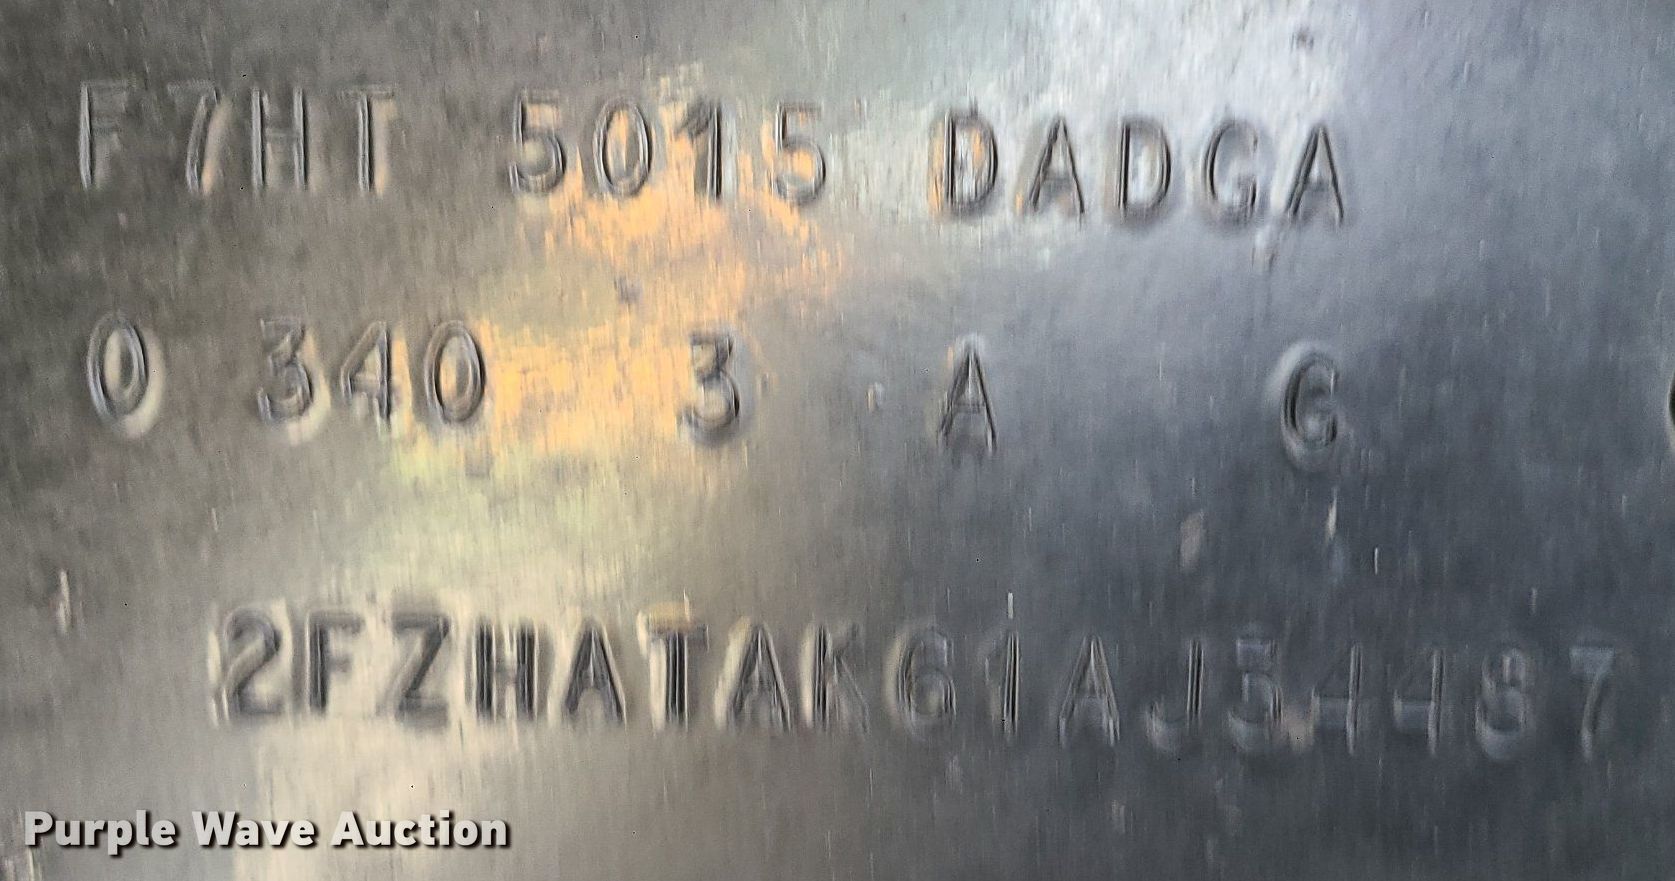 F7HT 5015 DADGA
0 340 3 A G
2FZHATAK61AJ54487
Purple Wave Auction